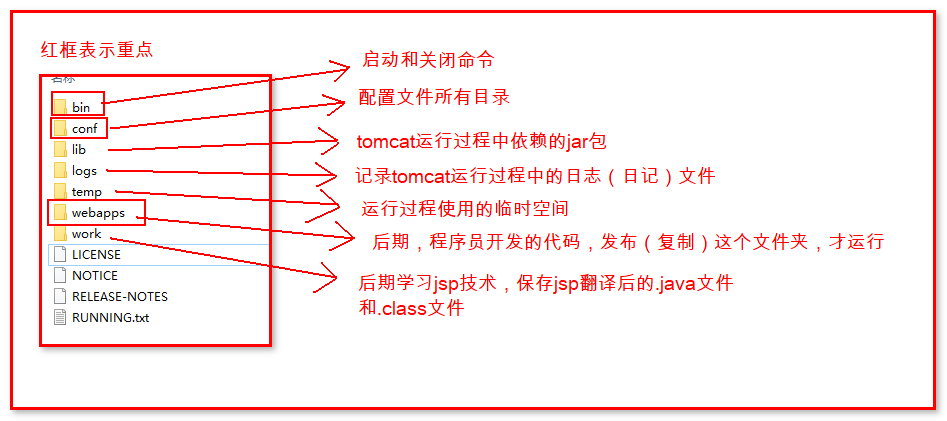 红框表示重点
启动和关闭命令
名称
bin
配置文件所有目录
conf
tomcat运行过程中依赖的jar包
lib
记录tomcat运行过程中的日志（日记）文件
logs
temp
运行过程使用的临时空间
webapps
后期，程序员开发的代码，发布（复制）这个文件夹，才运行
work
LICENSE
后期学习jsp技术，保存jsp翻译后的.java文件
NOTICE
和.class文件
RELEASE-NOTES
RUNNING.txt